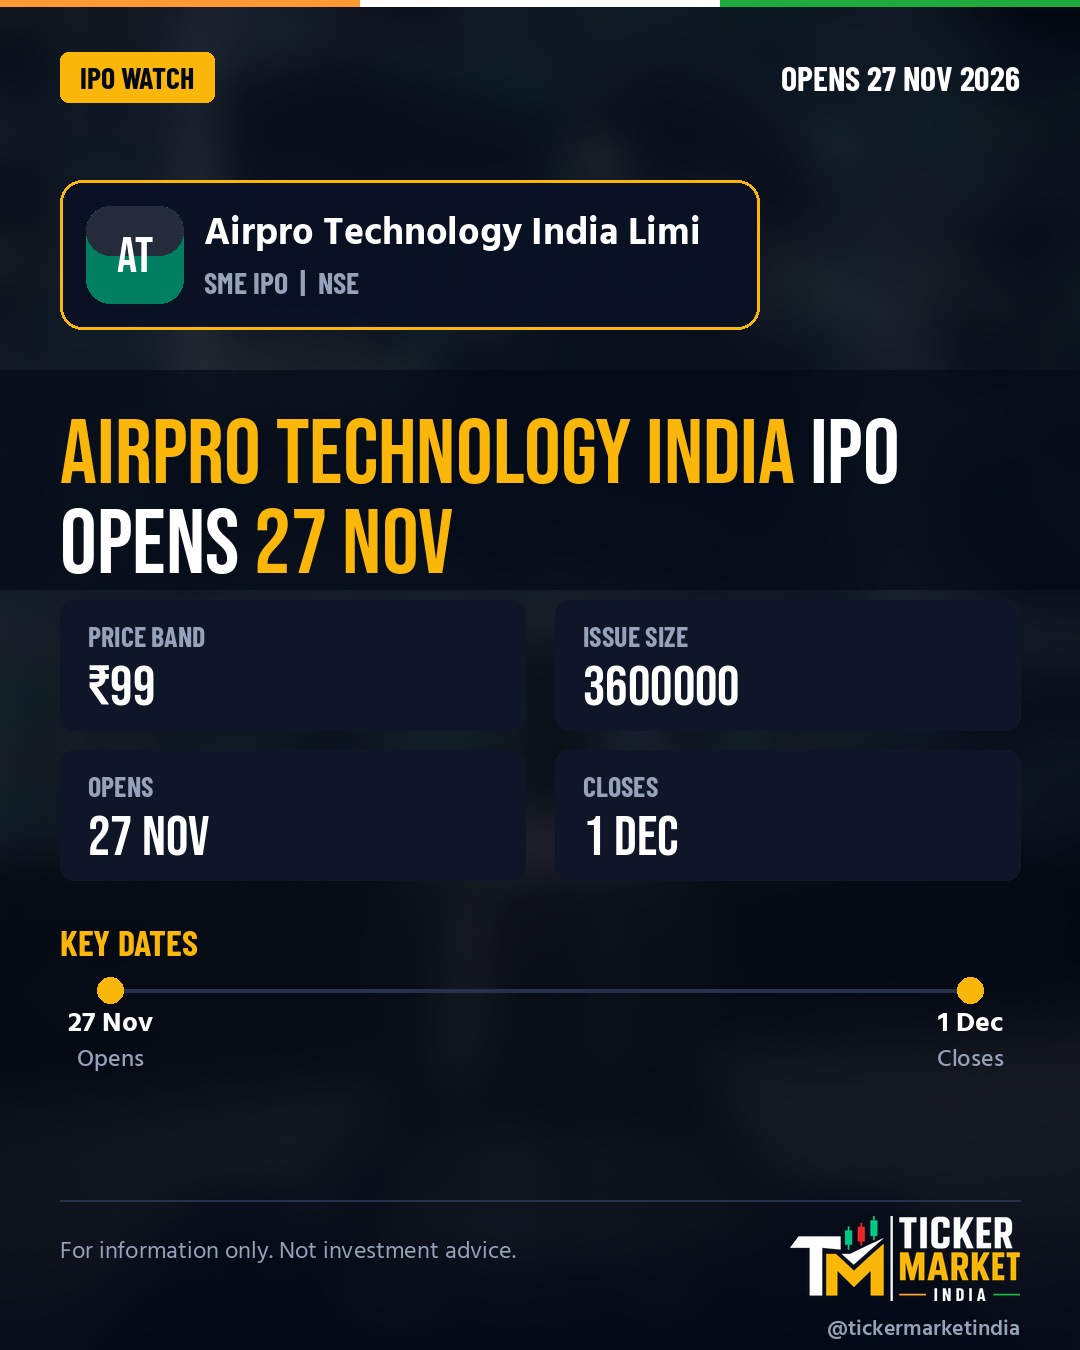 IPO WATCH
OPENS 27 NOV 2026
AT
Airpro Technology India Limi
SME IPO | NSE
AIRPRO TECHNOLOGY INDIA IPO
OPENS 27 NOV
PRICE BAND
₹99
ISSUE SIZE
3600000
OPENS
27 NOV
CLOSES
1 DEC
KEY DATES
27 Nov
Opens
1 Dec
Closes
For information only. Not investment advice.
TM
TICKER
MARKET
INDIA
@tickermarketindia